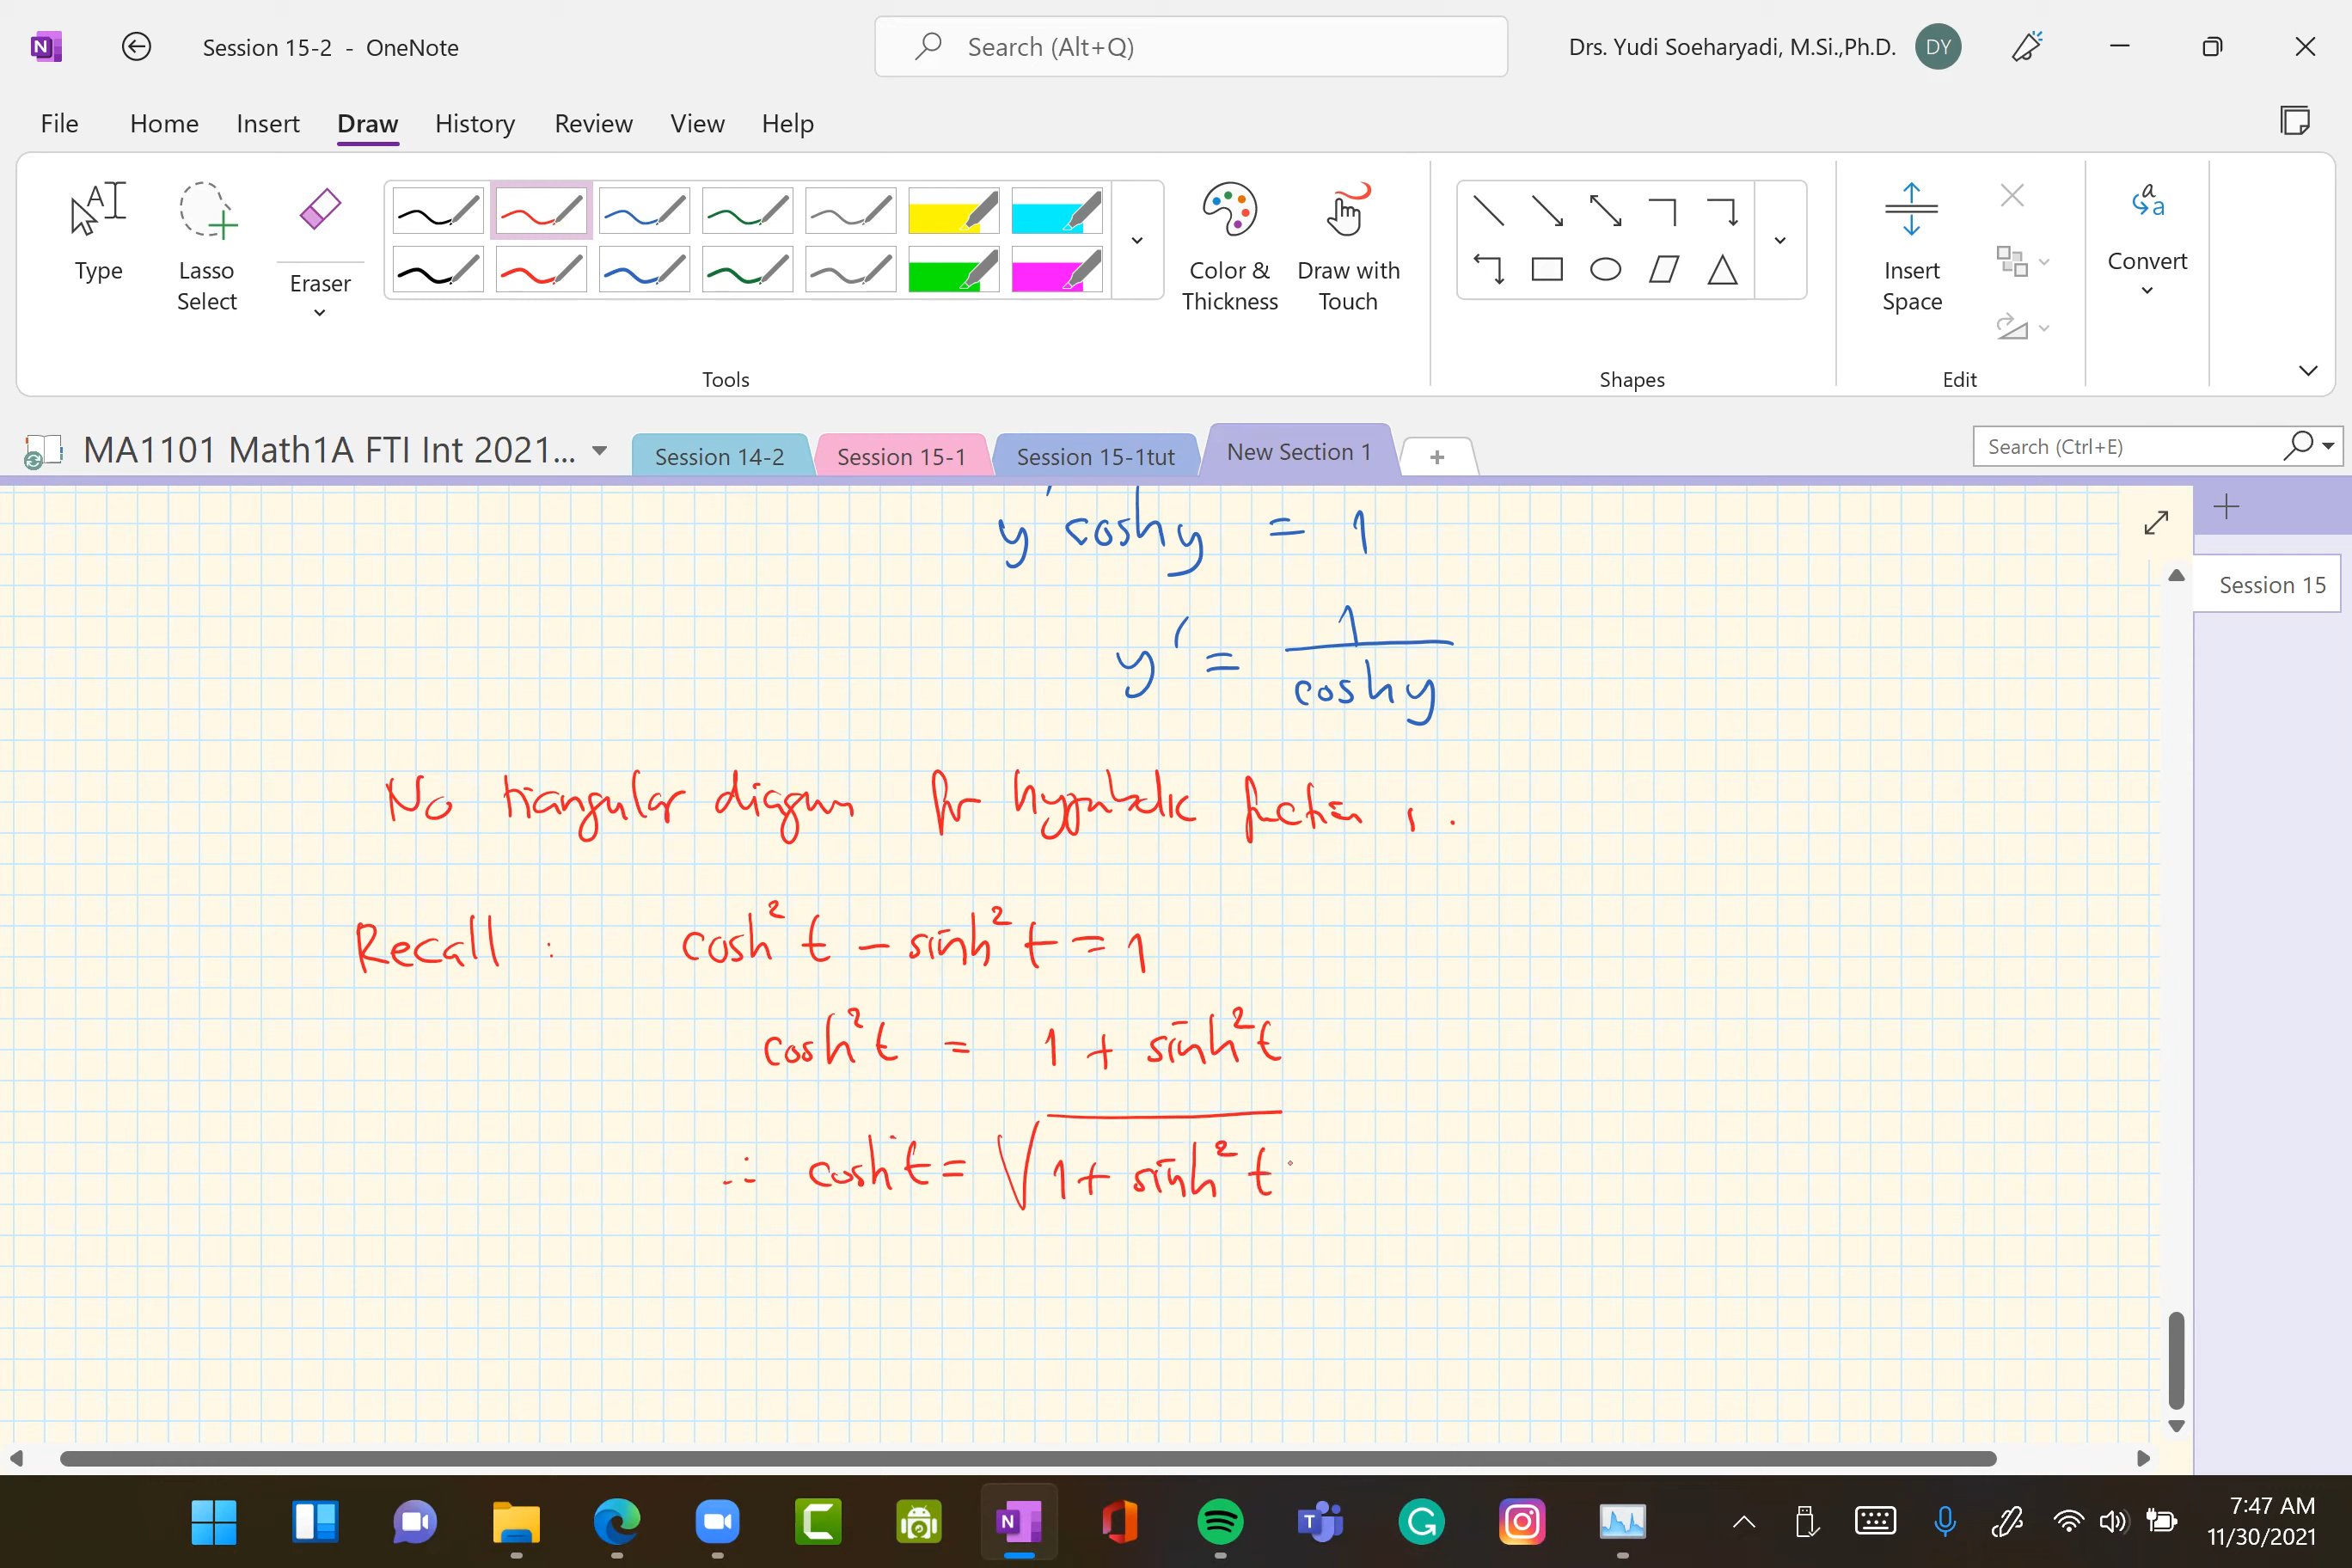 Session 15-2 - OneNote
Search (Alt+Q)
Drs. Yudi Soeharyadi, M.Si.,Ph.D.
DY
File Home Insert Draw History Review View Help
Type
Lasso Select
Eraser
Color & Thickness
Draw with Touch
Insert Space
Convert
Tools
Shapes
Edit
MA1101 Math1A FTI Int 2021...
Session 14-2
Session 15-1
Session 15-1tut
New Section 1
Search (Ctrl+E)
Session 15
y' cosh y = 1
y' = 1 / cosh y
No triangular diagram for hyperbolic function,.
Recall : cosh² t - sinh² t = 1
cosh² t = 1 + sinh² t
∴ cosh t = √(1 + sinh² t)
7:47 AM
11/30/2021